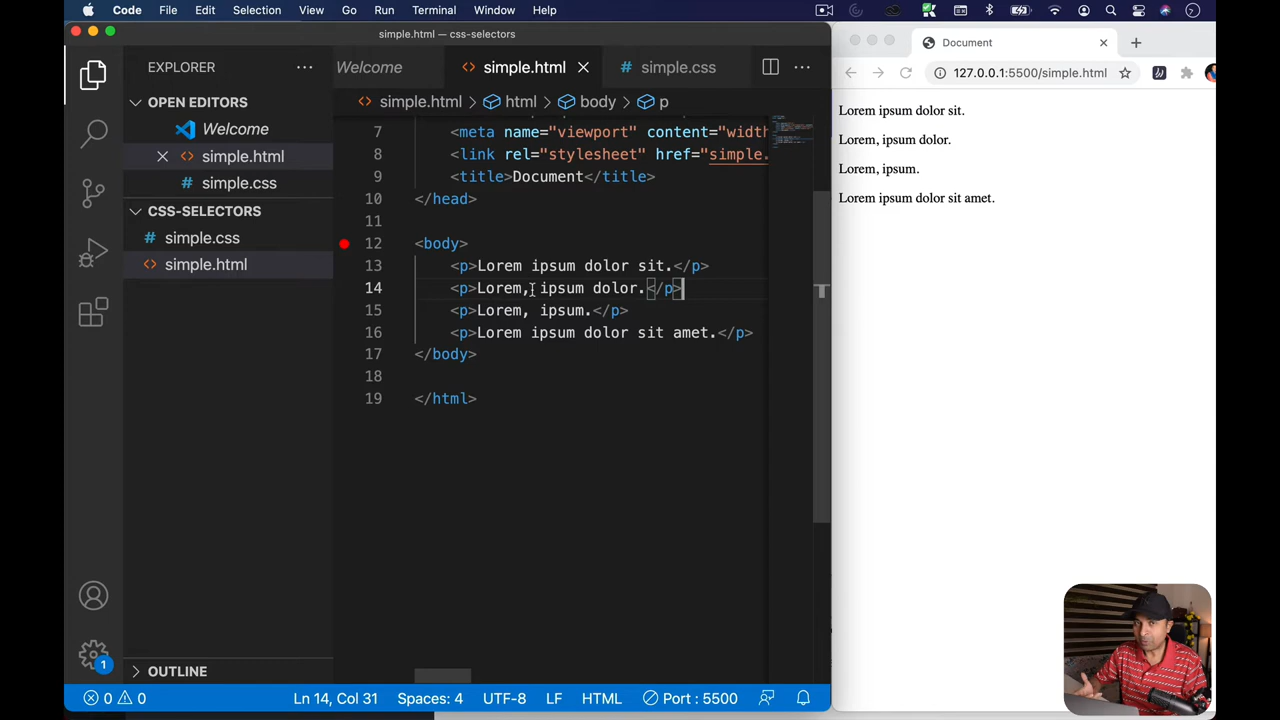 Code File Edit Selection View Go Run Terminal Window Help
simple.html — css-selectors
EXPLORER
OPEN EDITORS
Welcome
simple.html
simple.css
CSS-SELECTORS
simple.css
simple.html
OUTLINE
Welcome simple.html simple.css
simple.html > html > body > p
7 <meta name="viewport" content="width
8 <link rel="stylesheet" href="simple.
9 <title>Document</title>
10 </head>
11
12 <body>
13 <p>Lorem ipsum dolor sit.</p>
14 <p>Lorem, ipsum dolor.</p>
15 <p>Lorem, ipsum.</p>
16 <p>Lorem ipsum dolor sit amet.</p>
17 </body>
18
19 </html>
1
0 0 Ln 14, Col 31 Spaces: 4 UTF-8 LF HTML Port : 5500
Document
127.0.0.1:5500/simple.html
Lorem ipsum dolor sit.
Lorem, ipsum dolor.
Lorem, ipsum.
Lorem ipsum dolor sit amet.